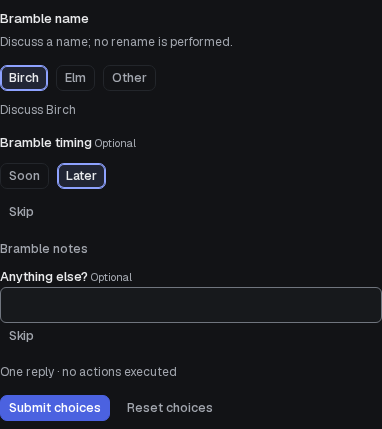 Bramble name
Discuss a name; no rename is performed.
Birch Elm Other
Discuss Birch
Bramble timing Optional
Soon Later
Skip
Bramble notes
Anything else? Optional
Skip
One reply · no actions executed
Submit choices Reset choices